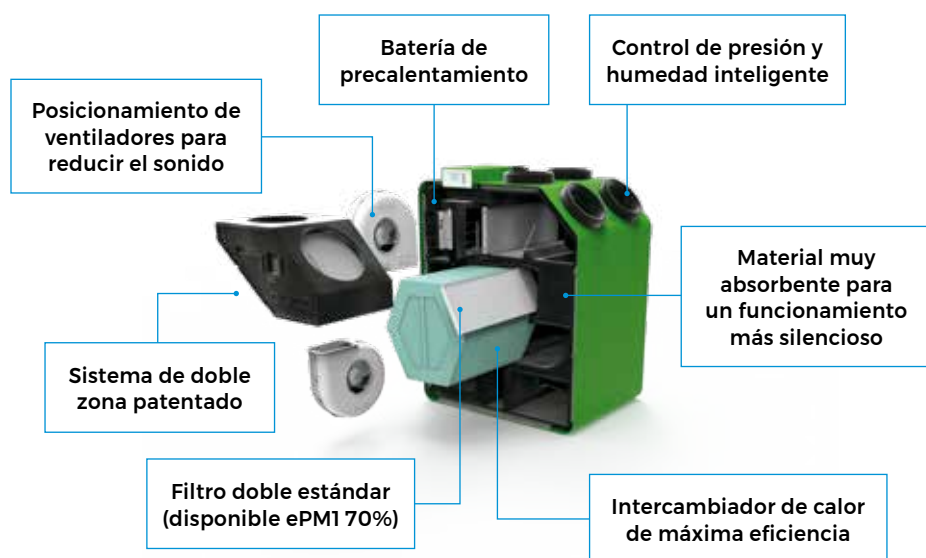 Batería de
precalentamiento
Control de presión y
humedad inteligente
Posicionamiento de
ventiladores para
reducir el sonido
Material muy
absorbente para
un funcionamiento
más silencioso
Sistema de doble
zona patentado
Filtro doble estándar
(disponible ePM1 70%)
Intercambiador de calor
de máxima eficiencia